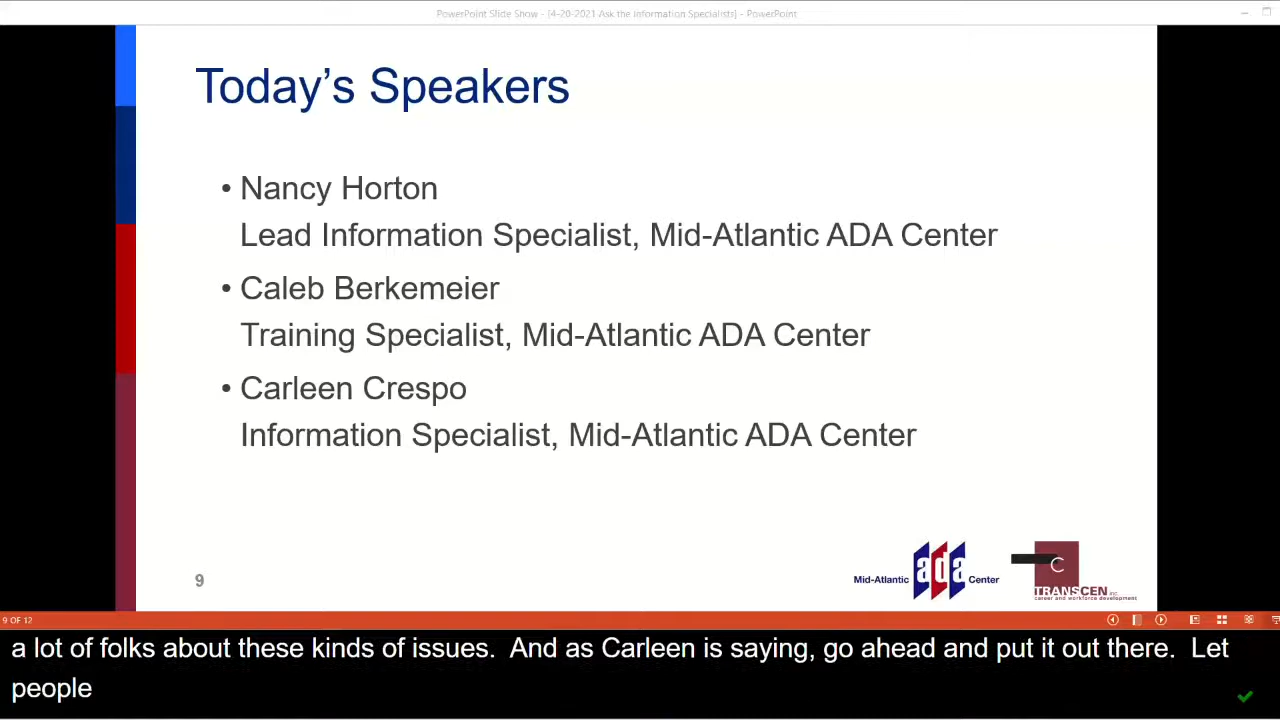 PowerPoint Slide Show - [4-20-2021 Ask the Information Specialists] - PowerPoint
Today's Speakers
• Nancy Horton
Lead Information Specialist, Mid-Atlantic ADA Center
• Caleb Berkemeier
Training Specialist, Mid-Atlantic ADA Center
• Carleen Crespo
Information Specialist, Mid-Atlantic ADA Center
9
Mid-Atlantic ada Center
C
TRANSCEN inc.
career and workforce development
9 OF 12
a lot of folks about these kinds of issues.  And as Carleen is saying, go ahead and put it out there.  Let
people